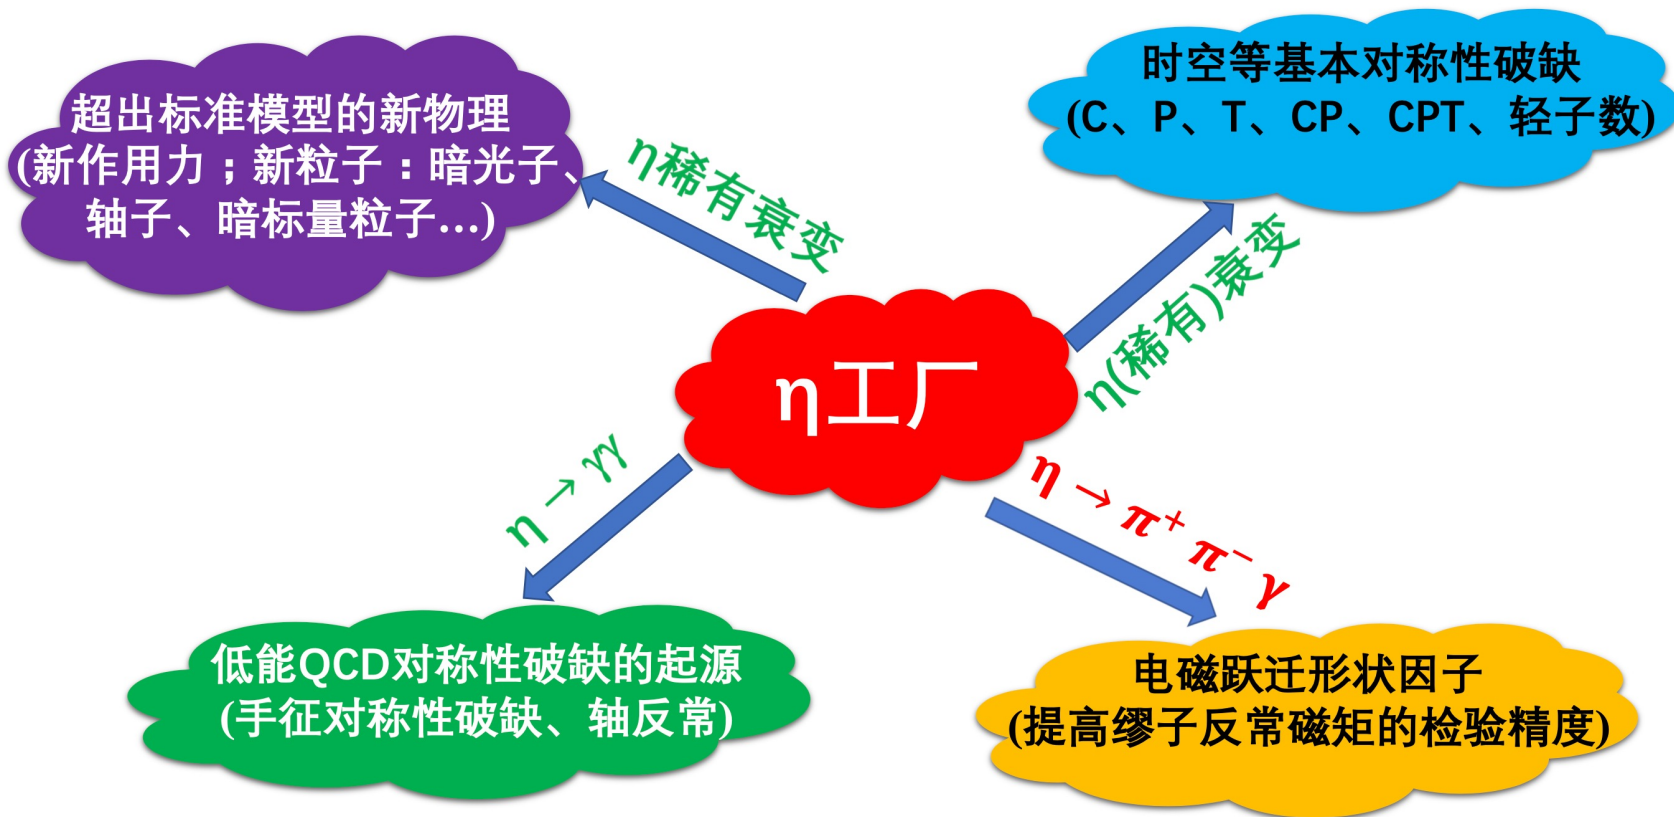 超出标准模型的新物理
(新作用力；新粒子：暗光子、
轴子、暗标量粒子...)
η稀有衰变
时空等基本对称性破缺
(C、P、T、CP、CPT、轻子数)
η(稀有)衰变
η工厂
η → γγ
η → π⁺ π⁻ γ
低能QCD对称性破缺的起源
(手征对称性破缺、轴反常)
电磁跃迁形状因子
(提高缪子反常磁矩的检验精度)